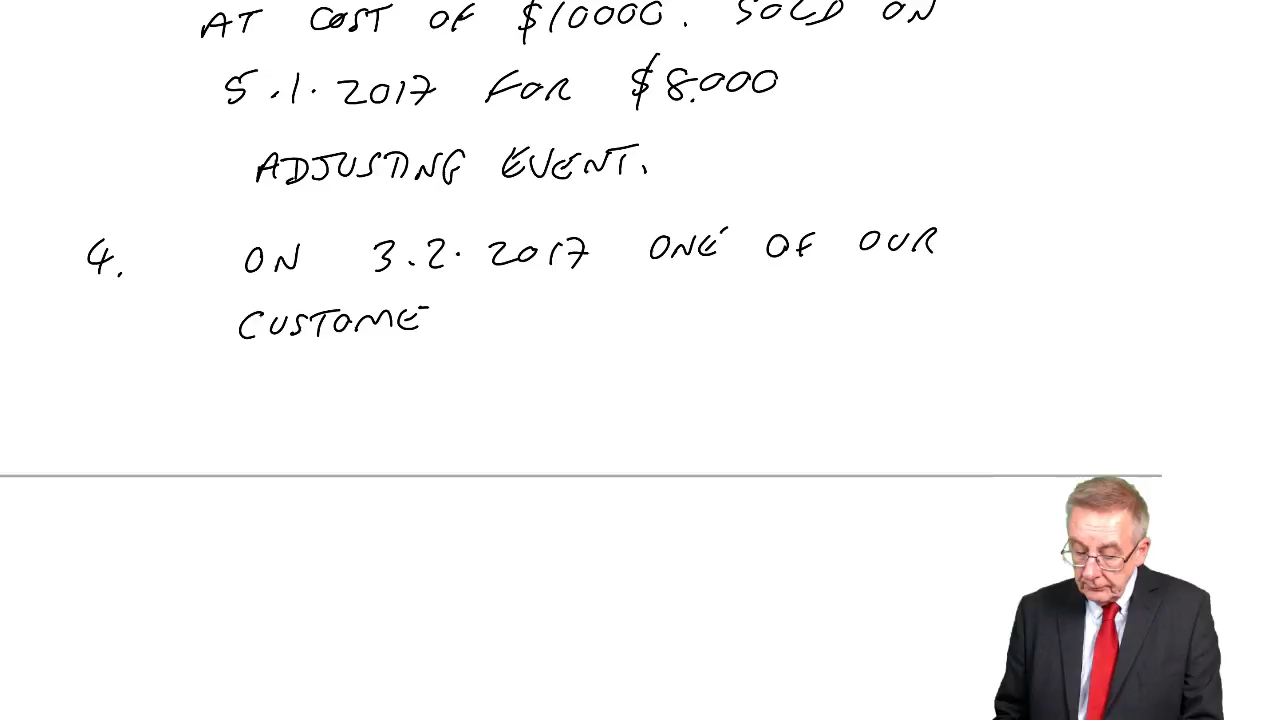 AT COST OF $10000. SOLD ON
5.1.2017 FOR $8,000
ADJUSTING EVENT.
4. ON 3.2.2017 ONE OF OUR
CUSTOME